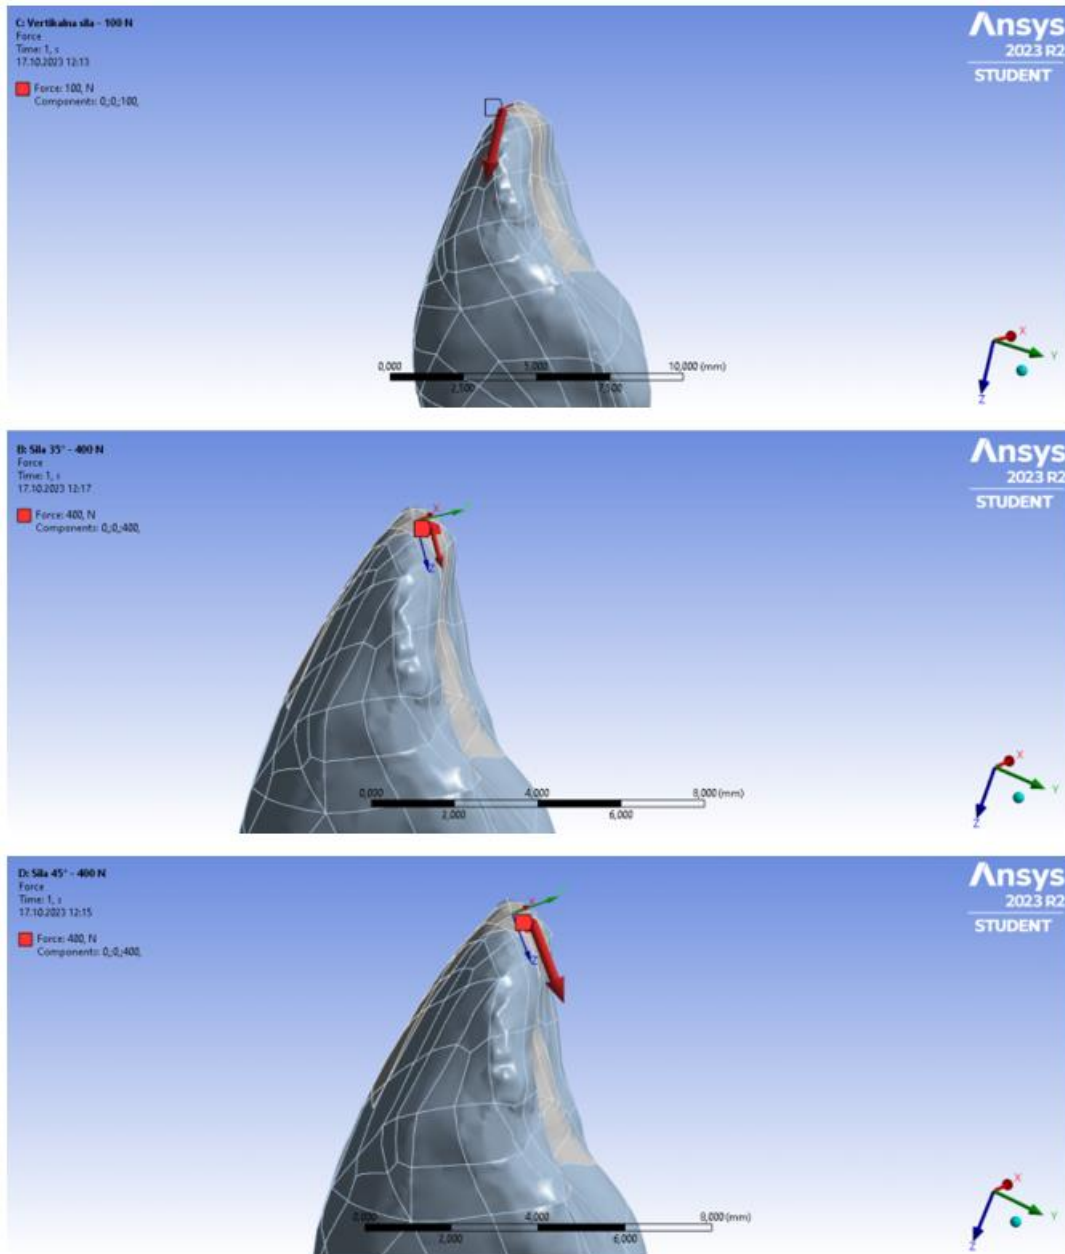 C: Vertikalna sila - 100 N
Force
Time: 1, s
17.10.2023 12:13
Force: 100, N
Components: 0,;0,;100,
Ansys
2023 R2
STUDENT
0,000 5,000 10,000 (mm)
2,500 7,500
X
Y
Z
B: Sila 35° - 400 N
Force
Time: 1, s
17.10.2023 12:17
Force: 400, N
Components: 0,;0,;400,
Ansys
2023 R2
STUDENT
X
Z
0,000 4,000 8,000 (mm)
2,000 6,000
X
Y
Z
D: Sila 45° - 400 N
Force
Time: 1, s
17.10.2023 12:15
Force: 400, N
Components: 0,;0,;400,
Ansys
2023 R2
STUDENT
X
Z
0,000 4,000 8,000 (mm)
2,000 6,000
X
Y
Z